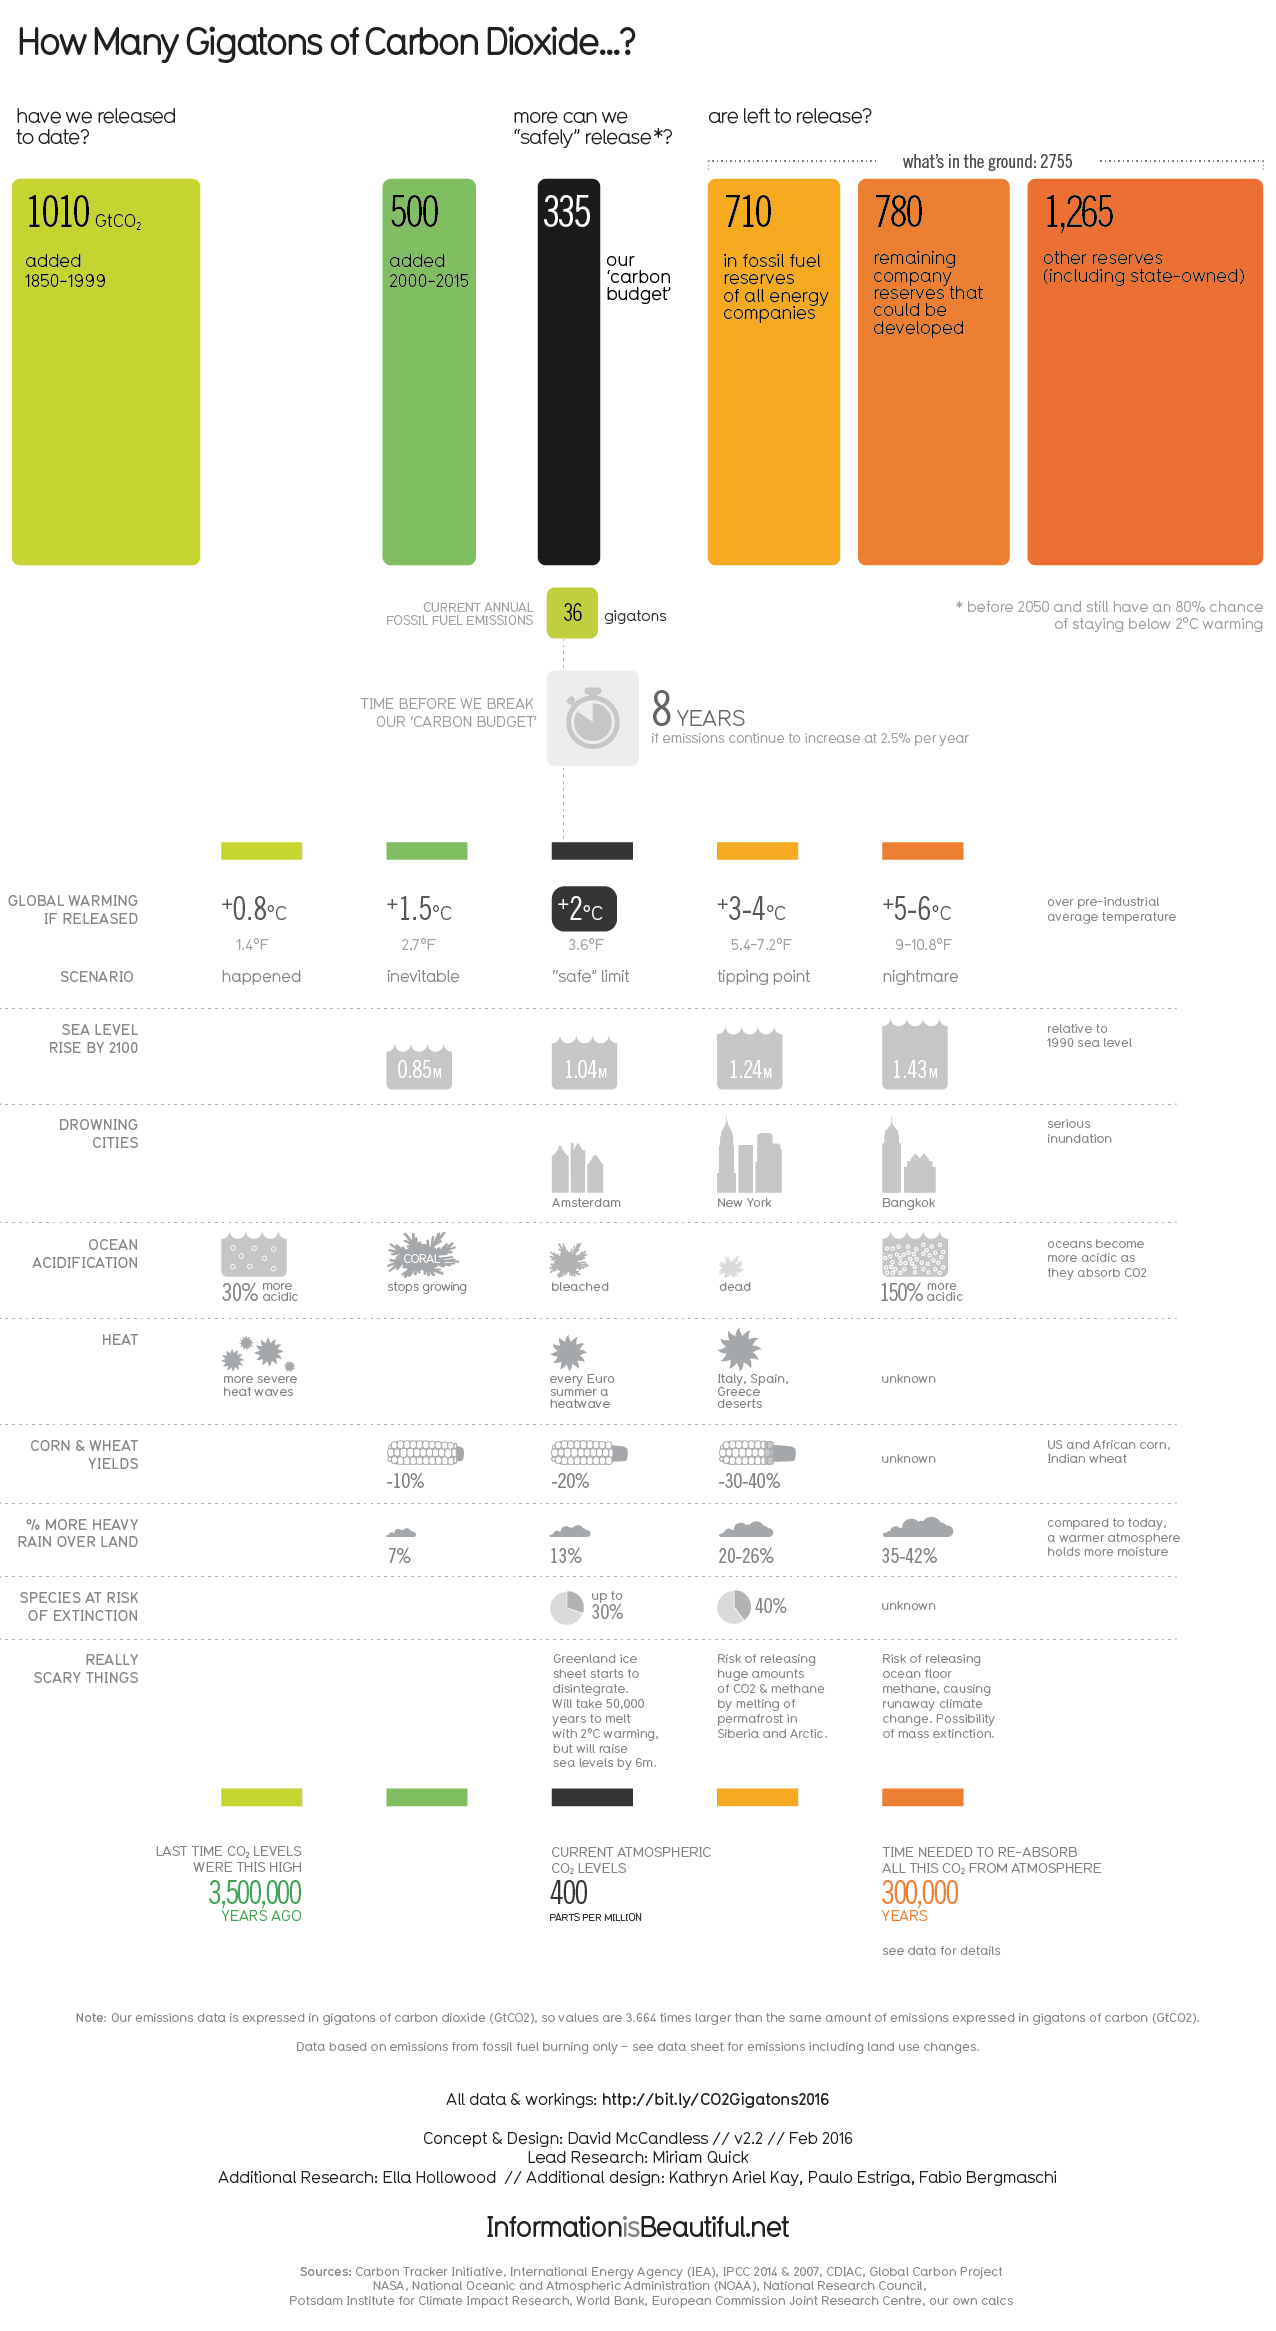 How Many Gigatons of Carbon Dioxide...?
have we released
to date?
more can we
“safely” release*?
are left to release?
what's in the ground: 2755
1010 GtCO₂
added
1850-1999
500
added
2000-2015
335
our
‘carbon
budget’
710
in fossil fuel
reserves
of all energy
companies
780
remaining
company
reserves that
could be
developed
1,265
other reserves
(including state-owned)
CURRENT ANNUAL
FOSSIL FUEL EMISSIONS
36
gigatons
* before 2050 and still have an 80% chance
of staying below 2°C warming
TIME BEFORE WE BREAK
OUR ‘CARBON BUDGET’
8 YEARS
if emissions continue to increase at 2.5% per year
GLOBAL WARMING
IF RELEASED
+0.8°C
1.4°F
+1.5°C
2.7°F
+2°C
3.6°F
+3-4°C
5.4-7.2°F
+5-6°C
9-10.8°F
over pre-industrial
average temperature
SCENARIO
happened
inevitable
“safe” limit
tipping point
nightmare
SEA LEVEL
RISE BY 2100
0.85M
1.04M
1.24M
1.43M
relative to
1990 sea level
DROWNING
CITIES
Amsterdam
New York
Bangkok
serious
inundation
OCEAN
ACIDIFICATION
30% more
acidic
CORAL
stops growing
bleached
dead
150% more
acidic
oceans become
more acidic as
they absorb CO2
HEAT
more severe
heat waves
every Euro
summer a
heatwave
Italy, Spain,
Greece
deserts
unknown
CORN & WHEAT
YIELDS
-10%
-20%
-30-40%
unknown
US and African corn,
Indian wheat
% MORE HEAVY
RAIN OVER LAND
7%
13%
20-26%
35-42%
compared to today,
a warmer atmosphere
holds more moisture
SPECIES AT RISK
OF EXTINCTION
up to
30%
40%
unknown
REALLY
SCARY THINGS
Greenland ice
sheet starts to
disintegrate.
Will take 50,000
years to melt
with 2°C warming,
but will raise
sea levels by 6m.
Risk of releasing
huge amounts
of CO2 & methane
by melting of
permafrost in
Siberia and Arctic.
Risk of releasing
ocean floor
methane, causing
runaway climate
change. Possibility
of mass extinction.
LAST TIME CO₂ LEVELS
WERE THIS HIGH
3,500,000
YEARS AGO
CURRENT ATMOSPHERIC
CO₂ LEVELS
400
PARTS PER MILLION
TIME NEEDED TO RE-ABSORB
ALL THIS CO₂ FROM ATMOSPHERE
300,000
YEARS
see data for details
Note: Our emissions data is expressed in gigatons of carbon dioxide (GtCO2), so values are 3.664 times larger than the same amount of emissions expressed in gigatons of carbon (GtCO2).
Data based on emissions from fossil fuel burning only - see data sheet for emissions including land use changes.
All data & workings: http://bit.ly/CO2Gigatons2016
Concept & Design: David McCandless // v2.2 // Feb 2016
Lead Research: Miriam Quick
Additional Research: Ella Hollowood // Additional design: Kathryn Ariel Kay, Paulo Estriga, Fabio Bergmaschi
InformationisBeautiful.net
Sources: Carbon Tracker Initiative, International Energy Agency (IEA), IPCC 2014 & 2007, CDIAC, Global Carbon Project
NASA, National Oceanic and Atmospheric Administration (NOAA), National Research Council,
Potsdam Institute for Climate Impact Research, World Bank, European Commission Joint Research Centre, our own calcs